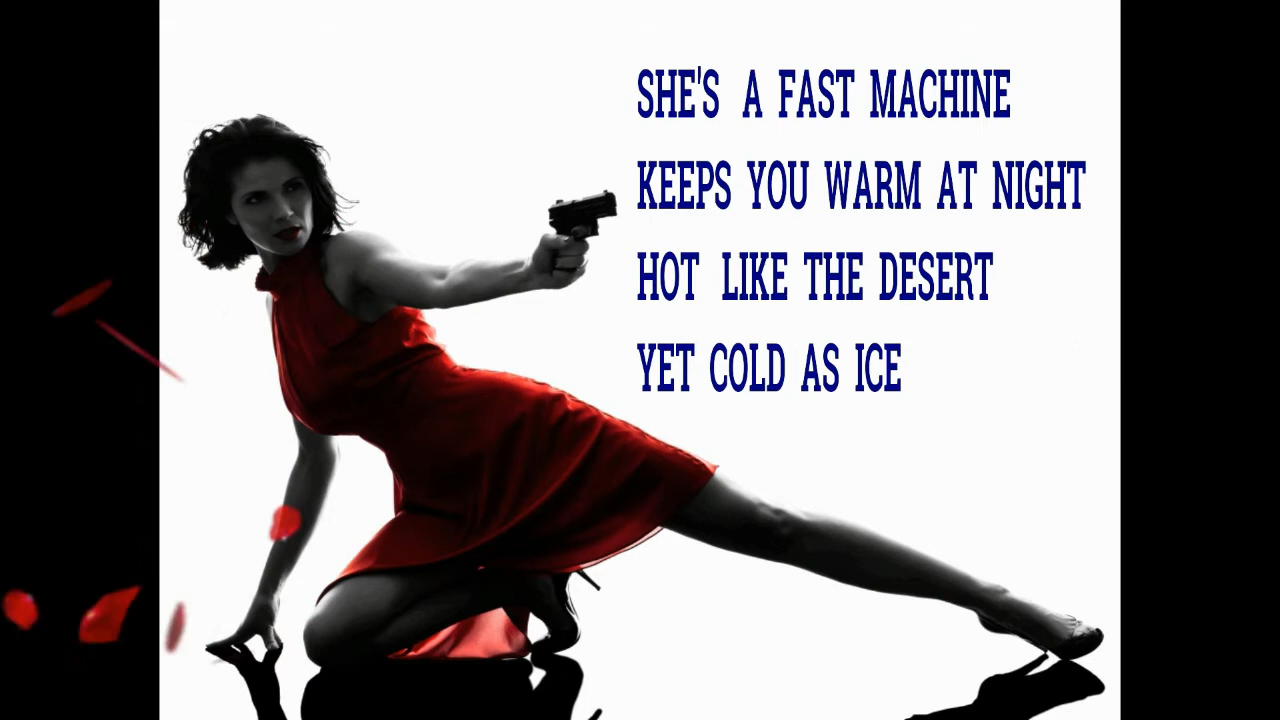 SHE'S A FAST MACHINE
KEEPS YOU WARM AT NIGHT
HOT LIKE THE DESERT
YET COLD AS ICE